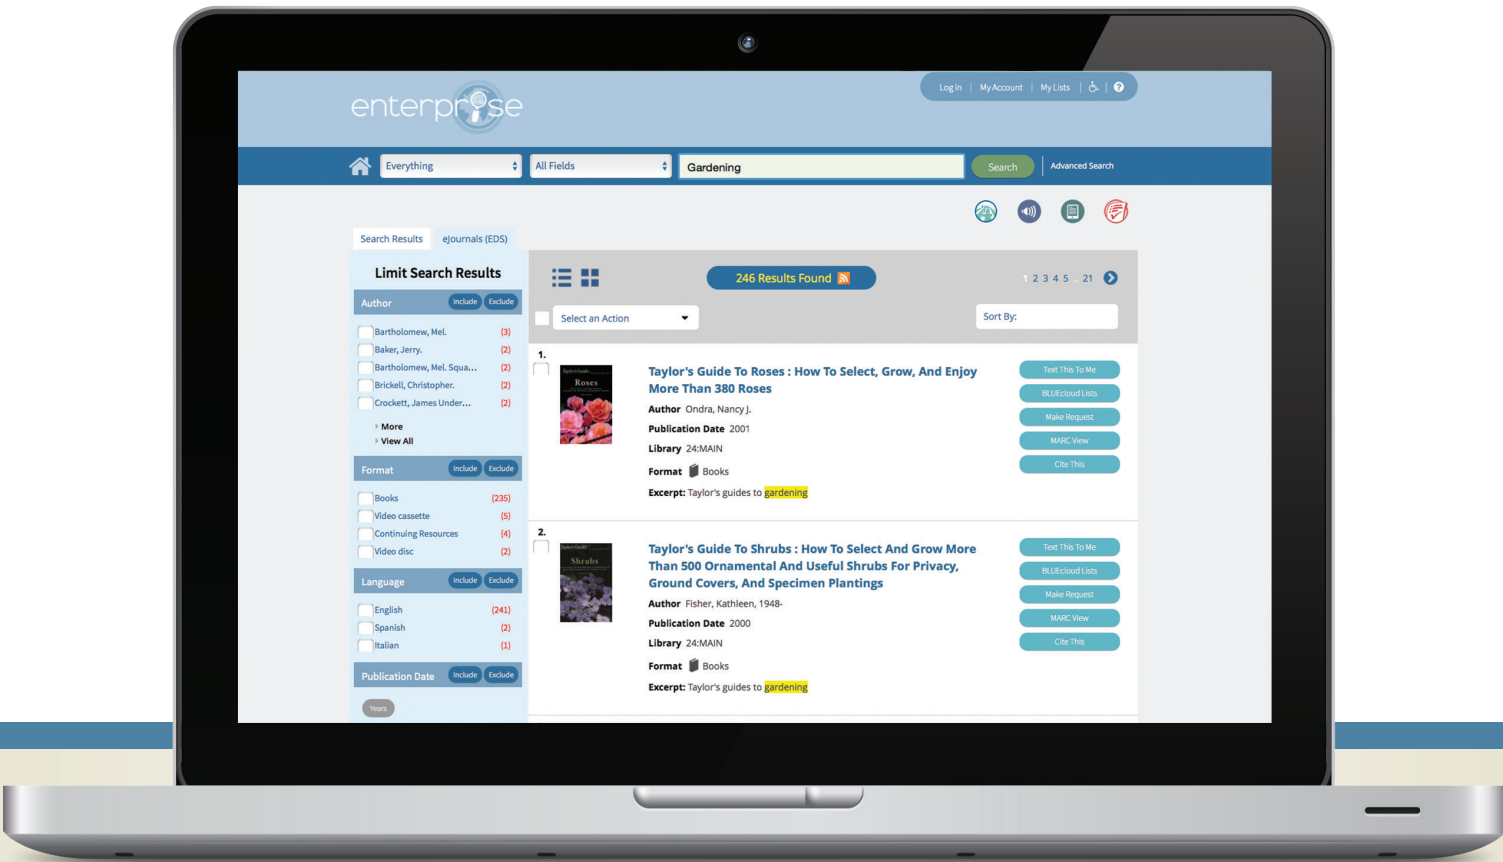 enterprise
Log In | My Account | My Lists | ?
Everything
All Fields
Gardening
Search
Advanced Search
Search Results
eJournals (EDS)
Limit Search Results
Author Include Exclude
Bartholomew, Mel. (3)
Baker, Jerry. (2)
Bartholomew, Mel. Squa... (2)
Brickell, Christopher. (2)
Crockett, James Under... (2)
More
View All
Format Include Exclude
Books (235)
Video cassette (5)
Continuing Resources (4)
Video disc (2)
Language Include Exclude
English (241)
Spanish (2)
Italian (1)
Publication Date Include Exclude
Years
246 Results Found
1 2 3 4 5 .. 21
Select an Action
Sort By:
1.
Taylor's Guides
Roses
Taylor's Guide To Roses : How To Select, Grow, And Enjoy
More Than 380 Roses
Author Ondra, Nancy J.
Publication Date 2001
Library 24:MAIN
Format Books
Excerpt: Taylor's guides to gardening
Text This To Me
BLUEcloud Lists
Make Request
MARC View
Cite This
2.
Taylor's Guides
Shrubs
Taylor's Guide To Shrubs : How To Select And Grow More
Than 500 Ornamental And Useful Shrubs For Privacy,
Ground Covers, And Specimen Plantings
Author Fisher, Kathleen, 1948-
Publication Date 2000
Library 24:MAIN
Format Books
Excerpt: Taylor's guides to gardening
Text This To Me
BLUEcloud Lists
Make Request
MARC View
Cite This